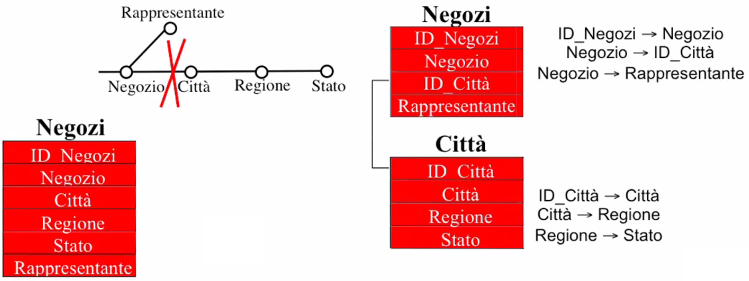 Rappresentante
Negozio Città Regione Stato
Negozi
ID_Negozi
Negozio
Città
Regione
Stato
Rappresentante
Negozi
ID_Negozi
Negozio
ID_Città
Rappresentante
ID_Negozi → Negozio
Negozio → ID_Città
Negozio → Rappresentante
Città
ID_Città
Città
Regione
Stato
ID_Città → Città
Città → Regione
Regione → Stato